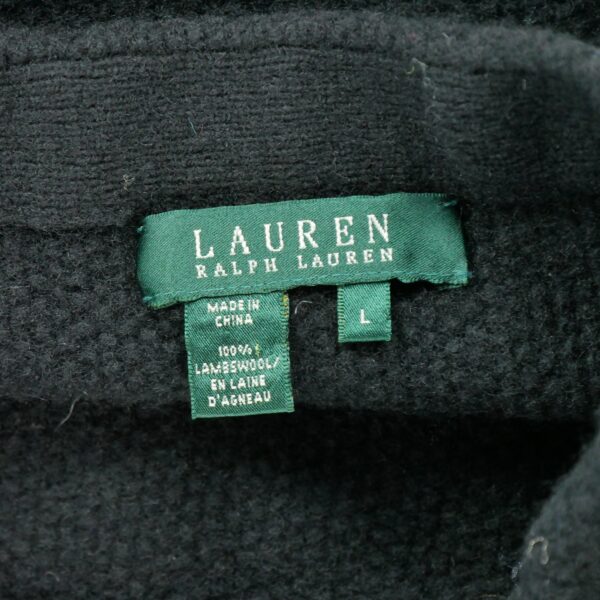 LAUREN
RALPH LAUREN
MADE IN
CHINA
L
100%
LAMBSWOOL/
EN LAINE
D'AGNEAU